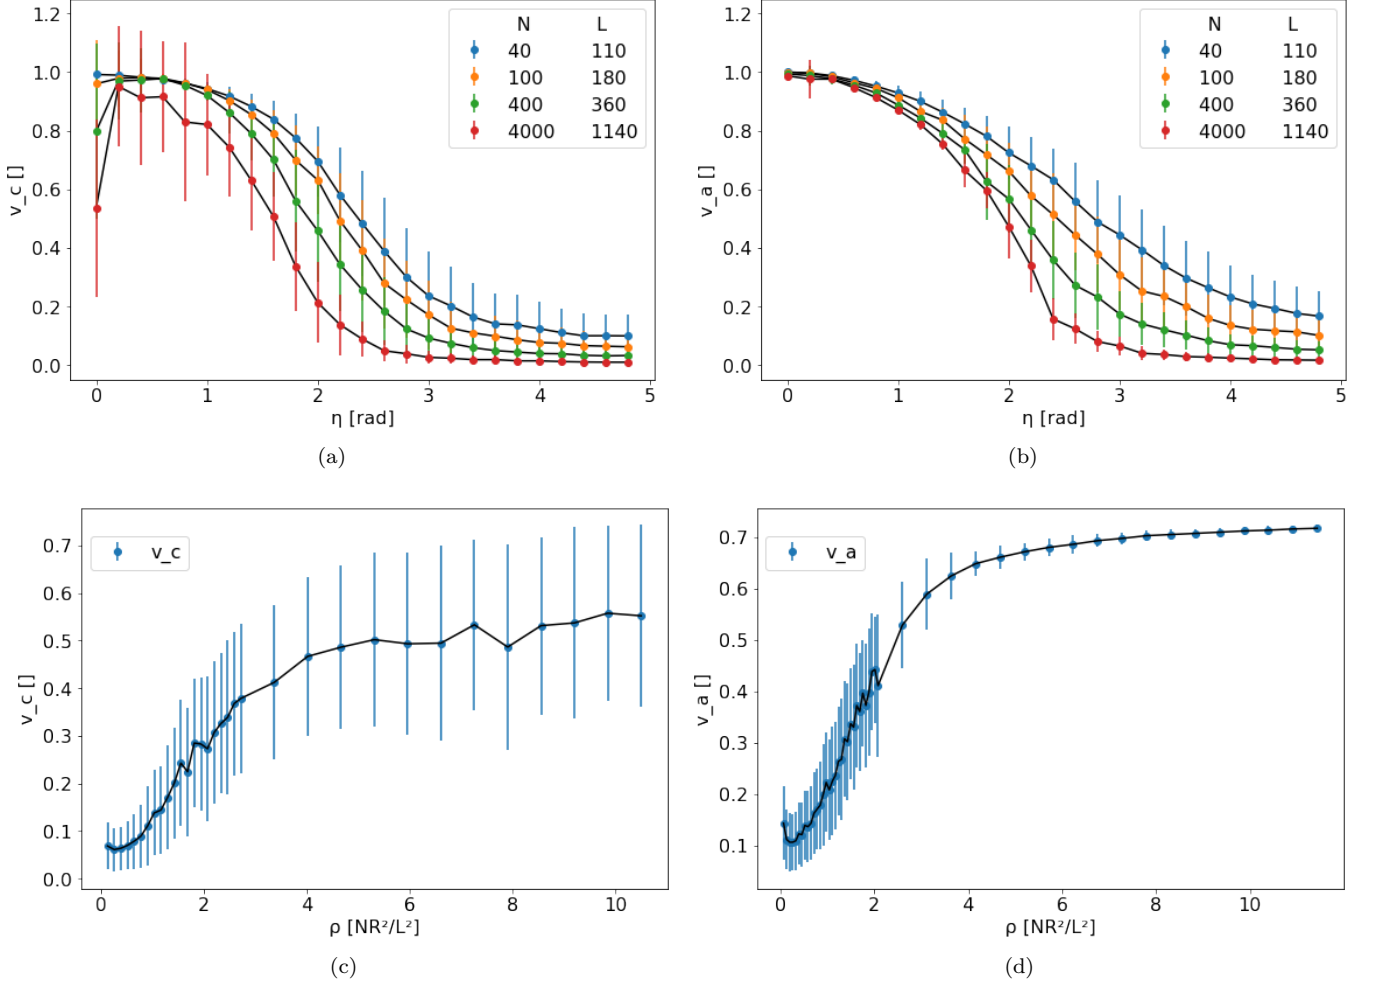 1.2
1.0
0.8
0.6
0.4
0.2
0.0
v_c []
0 1 2 3 4 5
η [rad]
N L
40 110
100 180
400 360
4000 1140
(a)
1.2
1.0
0.8
0.6
0.4
0.2
0.0
v_a []
0 1 2 3 4 5
η [rad]
N L
40 110
100 180
400 360
4000 1140
(b)
0.7
0.6
0.5
0.4
0.3
0.2
0.1
0.0
v_c []
v_c
0 2 4 6 8 10
ρ [NR²/L²]
(c)
0.7
0.6
0.5
0.4
0.3
0.2
0.1
v_a []
v_a
0 2 4 6 8 10
ρ [NR²/L²]
(d)